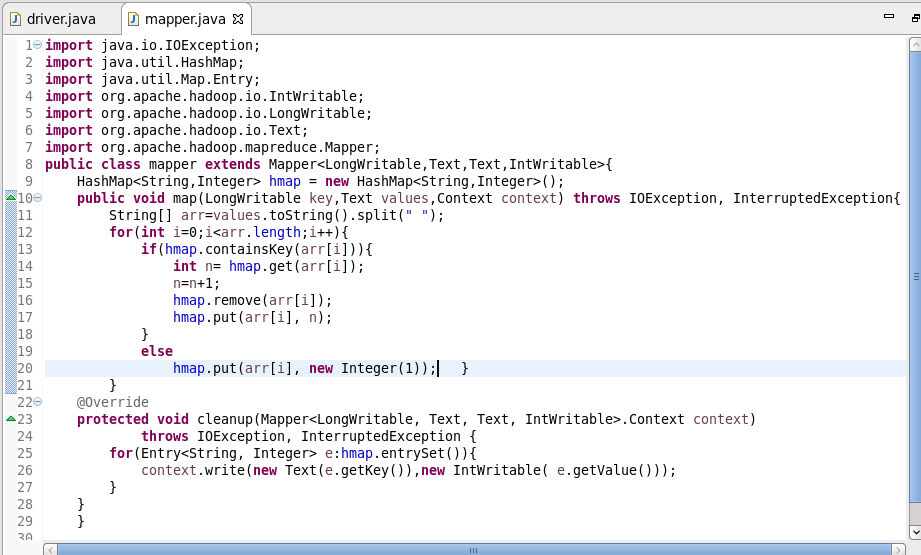 driver.java mapper.java
1 import java.io.IOException;
2 import java.util.HashMap;
3 import java.util.Map.Entry;
4 import org.apache.hadoop.io.IntWritable;
5 import org.apache.hadoop.io.LongWritable;
6 import org.apache.hadoop.io.Text;
7 import org.apache.hadoop.mapreduce.Mapper;
8 public class mapper extends Mapper<LongWritable,Text,Text,IntWritable>{
9     HashMap<String,Integer> hmap = new HashMap<String,Integer>();
10     public void map(LongWritable key,Text values,Context context) throws IOException, InterruptedException{
11         String[] arr=values.toString().split(" ");
12         for(int i=0;i<arr.length;i++){
13             if(hmap.containsKey(arr[i])){
14                 int n= hmap.get(arr[i]);
15                 n=n+1;
16                 hmap.remove(arr[i]);
17                 hmap.put(arr[i], n);
18             }
19             else
20                 hmap.put(arr[i], new Integer(1));   }
21         }
22     @Override
23     protected void cleanup(Mapper<LongWritable, Text, Text, IntWritable>.Context context)
24             throws IOException, InterruptedException {
25         for(Entry<String, Integer> e:hmap.entrySet()){
26             context.write(new Text(e.getKey()),new IntWritable( e.getValue()));
27         }
28     }
29     }
30